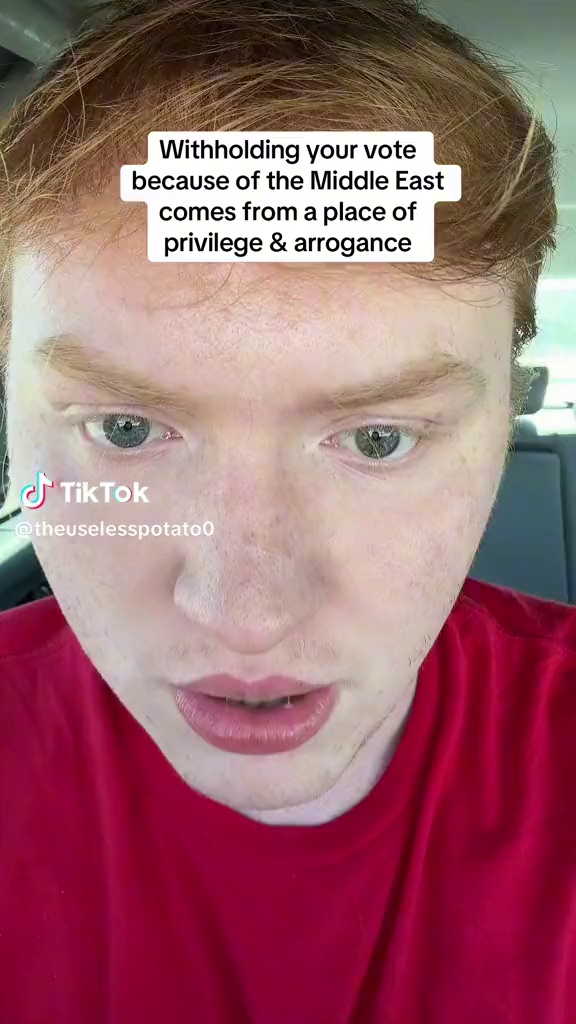 Withholding your vote
because of the Middle East
comes from a place of
privilege & arrogance
TikTok
@theuselesspotato0